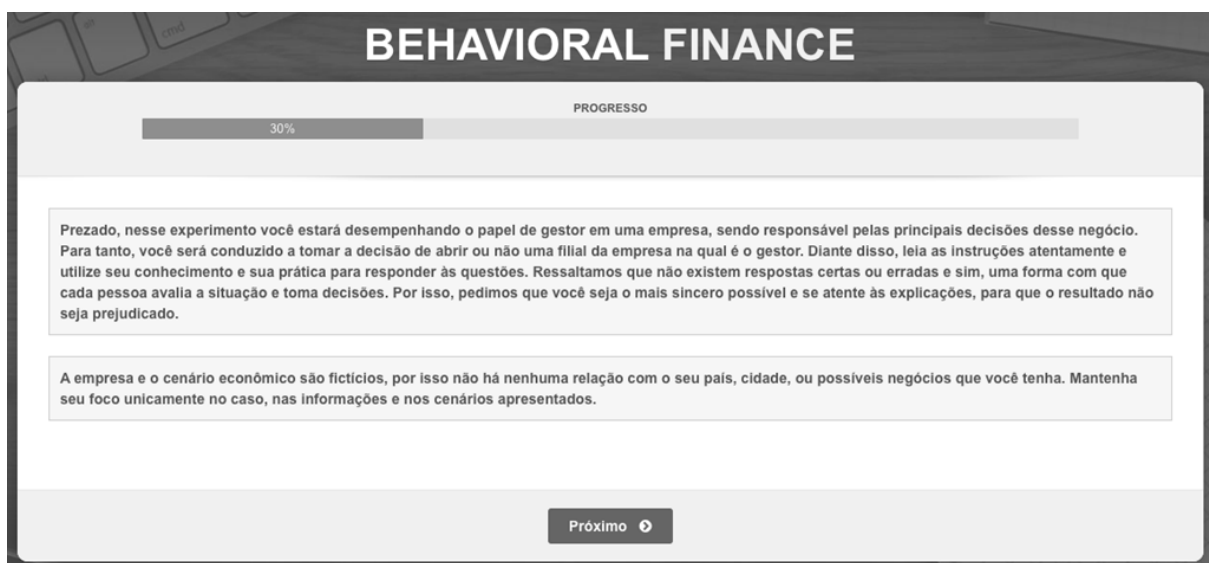 cmd
BEHAVIORAL FINANCE
PROGRESSO
30%
Prezado, nesse experimento você estará desempenhando o papel de gestor em uma empresa, sendo responsável pelas principais decisões desse negócio.
Para tanto, você será conduzido a tomar a decisão de abrir ou não uma filial da empresa na qual é o gestor. Diante disso, leia as instruções atentamente e
utilize seu conhecimento e sua prática para responder às questões. Ressaltamos que não existem respostas certas ou erradas e sim, uma forma com que
cada pessoa avalia a situação e toma decisões. Por isso, pedimos que você seja o mais sincero possível e se atente às explicações, para que o resultado não
seja prejudicado.
A empresa e o cenário econômico são fictícios, por isso não há nenhuma relação com o seu país, cidade, ou possíveis negócios que você tenha. Mantenha
seu foco unicamente no caso, nas informações e nos cenários apresentados.
Próximo